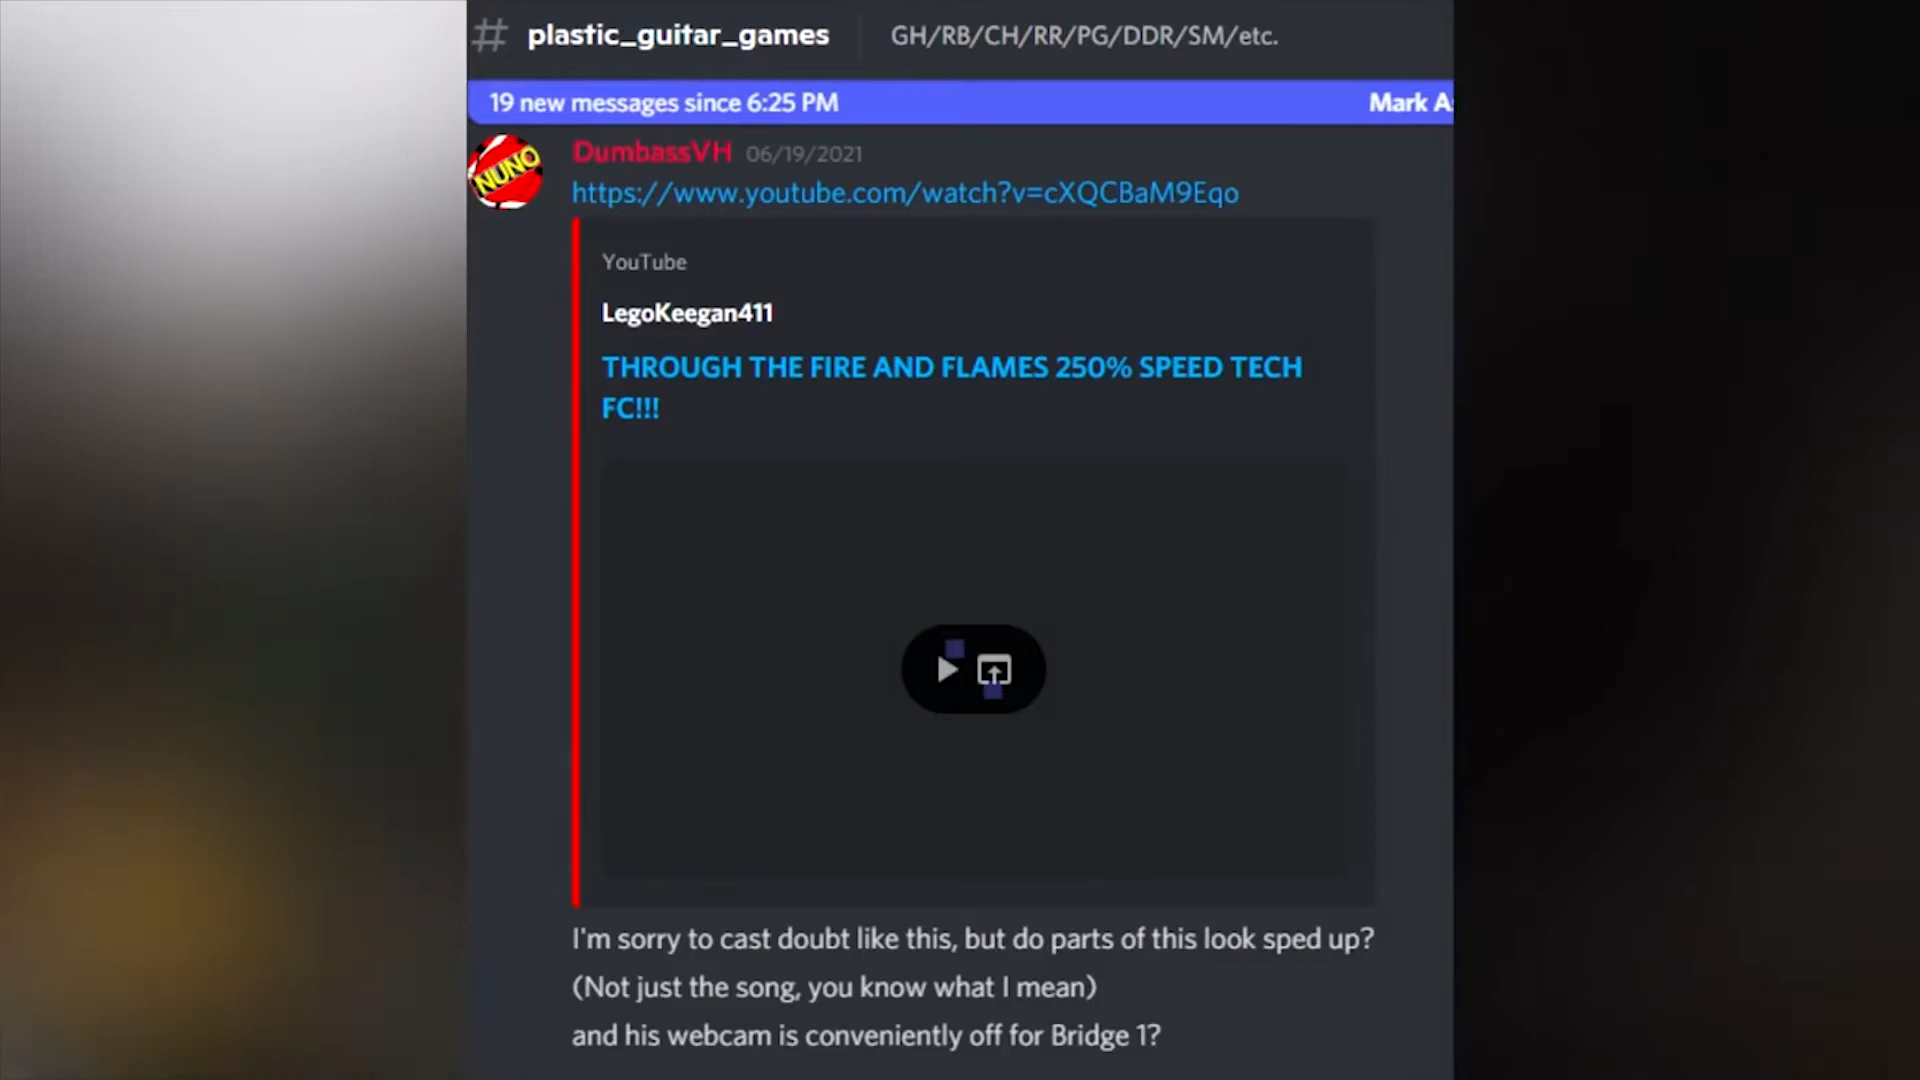 # plastic_guitar_games GH/RB/CH/RR/PG/DDR/SM/etc.
19 new messages since 6:25 PM Mark A
NUNO
DumbassVH 06/19/2021
https://www.youtube.com/watch?v=cXQCBaM9Eqo
YouTube
LegoKeegan411
THROUGH THE FIRE AND FLAMES 250% SPEED TECH
FC!!!
I'm sorry to cast doubt like this, but do parts of this look sped up?
(Not just the song, you know what I mean)
and his webcam is conveniently off for Bridge 1?